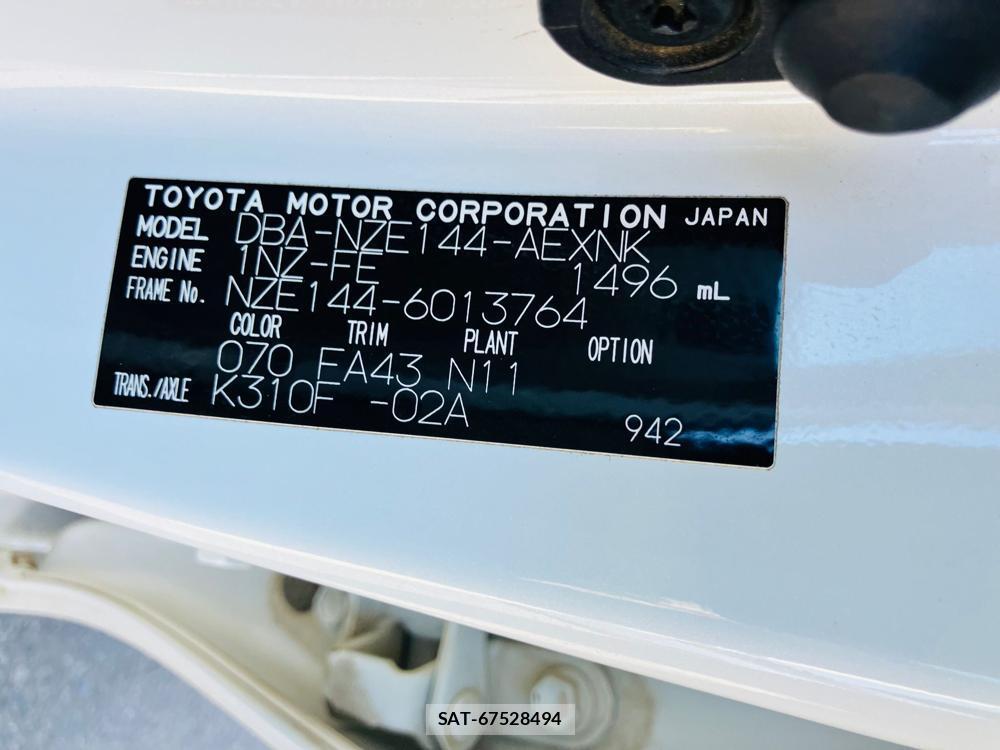 TOYOTA MOTOR CORPORATION JAPAN
MODEL DBA-NZE144-AEXNK
ENGINE 1NZ-FE 1496 mL
FRAME No. NZE144-6013764
COLOR TRIM PLANT OPTION
070 FA43 N11
TRANS./AXLE K310F -02A
942
SAT-67528494